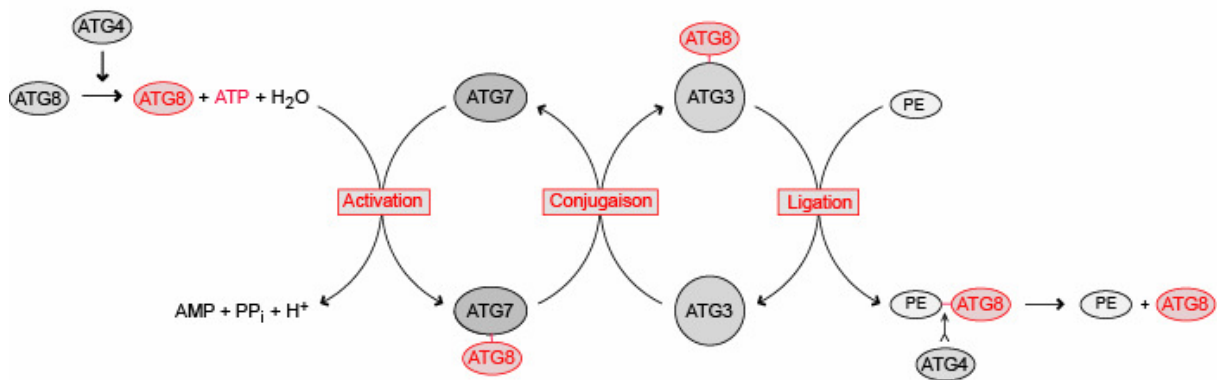 ATG4
ATG8
ATG8 ATG8 + ATP + H₂O ATG7 ATG3 PE
Activation Conjugaison Ligation
AMP + PPᵢ + H⁺ ATG7 ATG3 PE ATG8 PE + ATG8
ATG8 ATG4